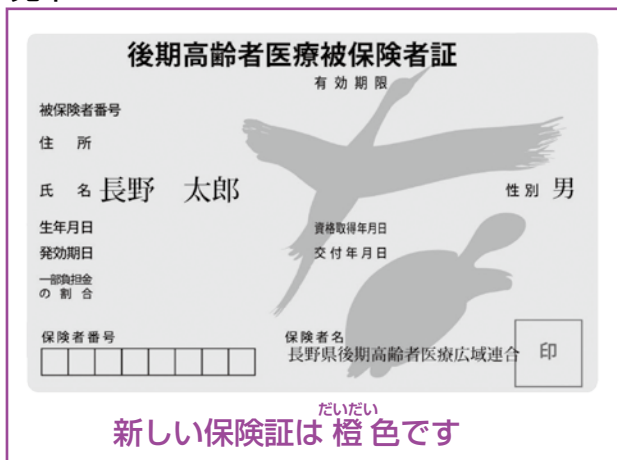 後期高齢者医療被保険者証
有効期限
被保険者番号
住 所
氏 名 長野 太郎 性別 男
生年月日 資格取得年月日
発効期日 交付年月日
一部負担金
の割合
保険者番号 保険者名
長野県後期高齢者医療広域連合 印
だいだい
新しい保険証は橙色です